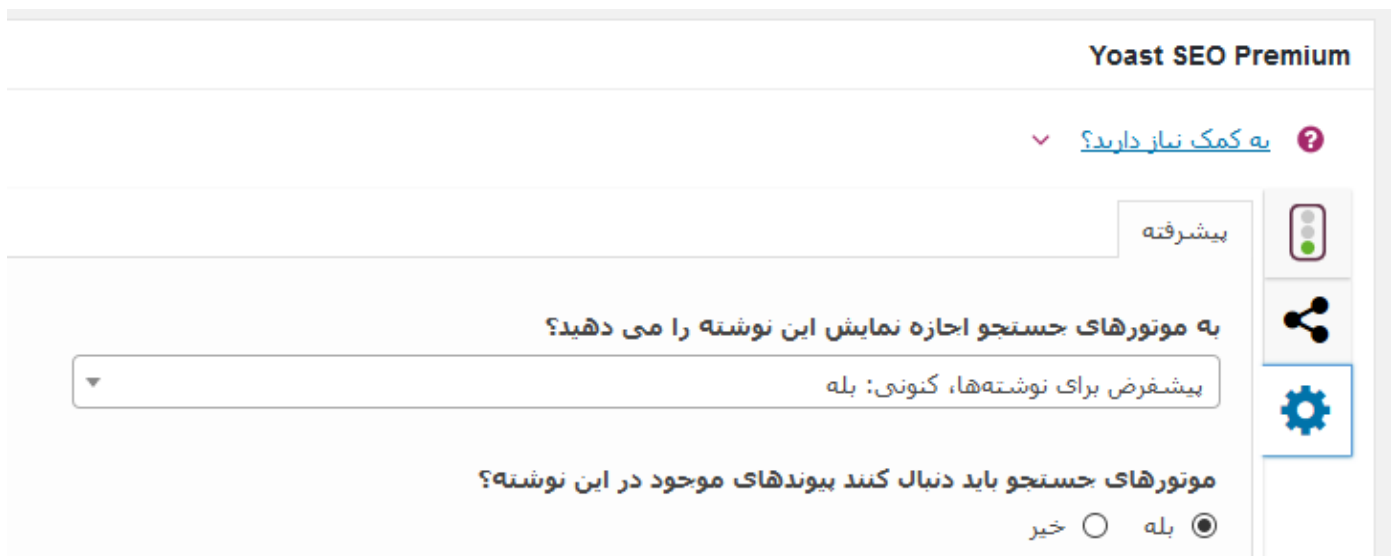 Yoast SEO Premium
به کمک نیاز دارید؟
پیشرفته
به موتورهای جستجو اجازه نمایش این نوشته را می دهید؟
پیشفرض برای نوشته‌ها، کنونی: بله
موتورهای جستجو باید دنبال کنند پیوندهای موجود در این نوشته؟
بله خیر